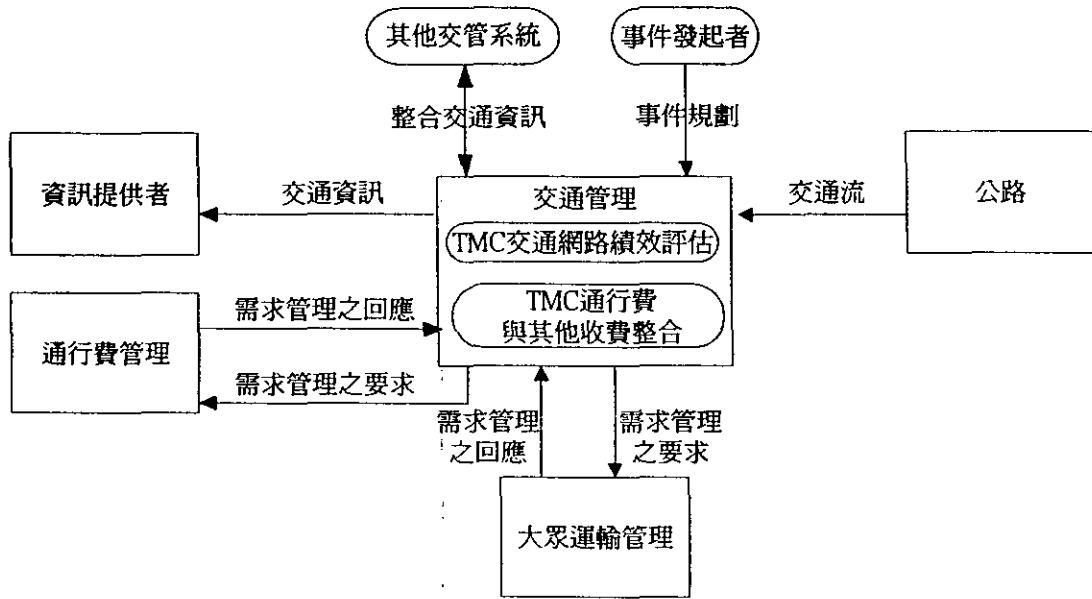 其他交管系統
事件發起者
整合交通資訊
事件規劃
資訊提供者
交通資訊
交通管理
交通流
公路
TMC交通網路績效評估
TMC通行費
與其他收費整合
需求管理之回應
通行費管理
需求管理之要求
需求管理
之回應
需求管理
之要求
大眾運輸管理